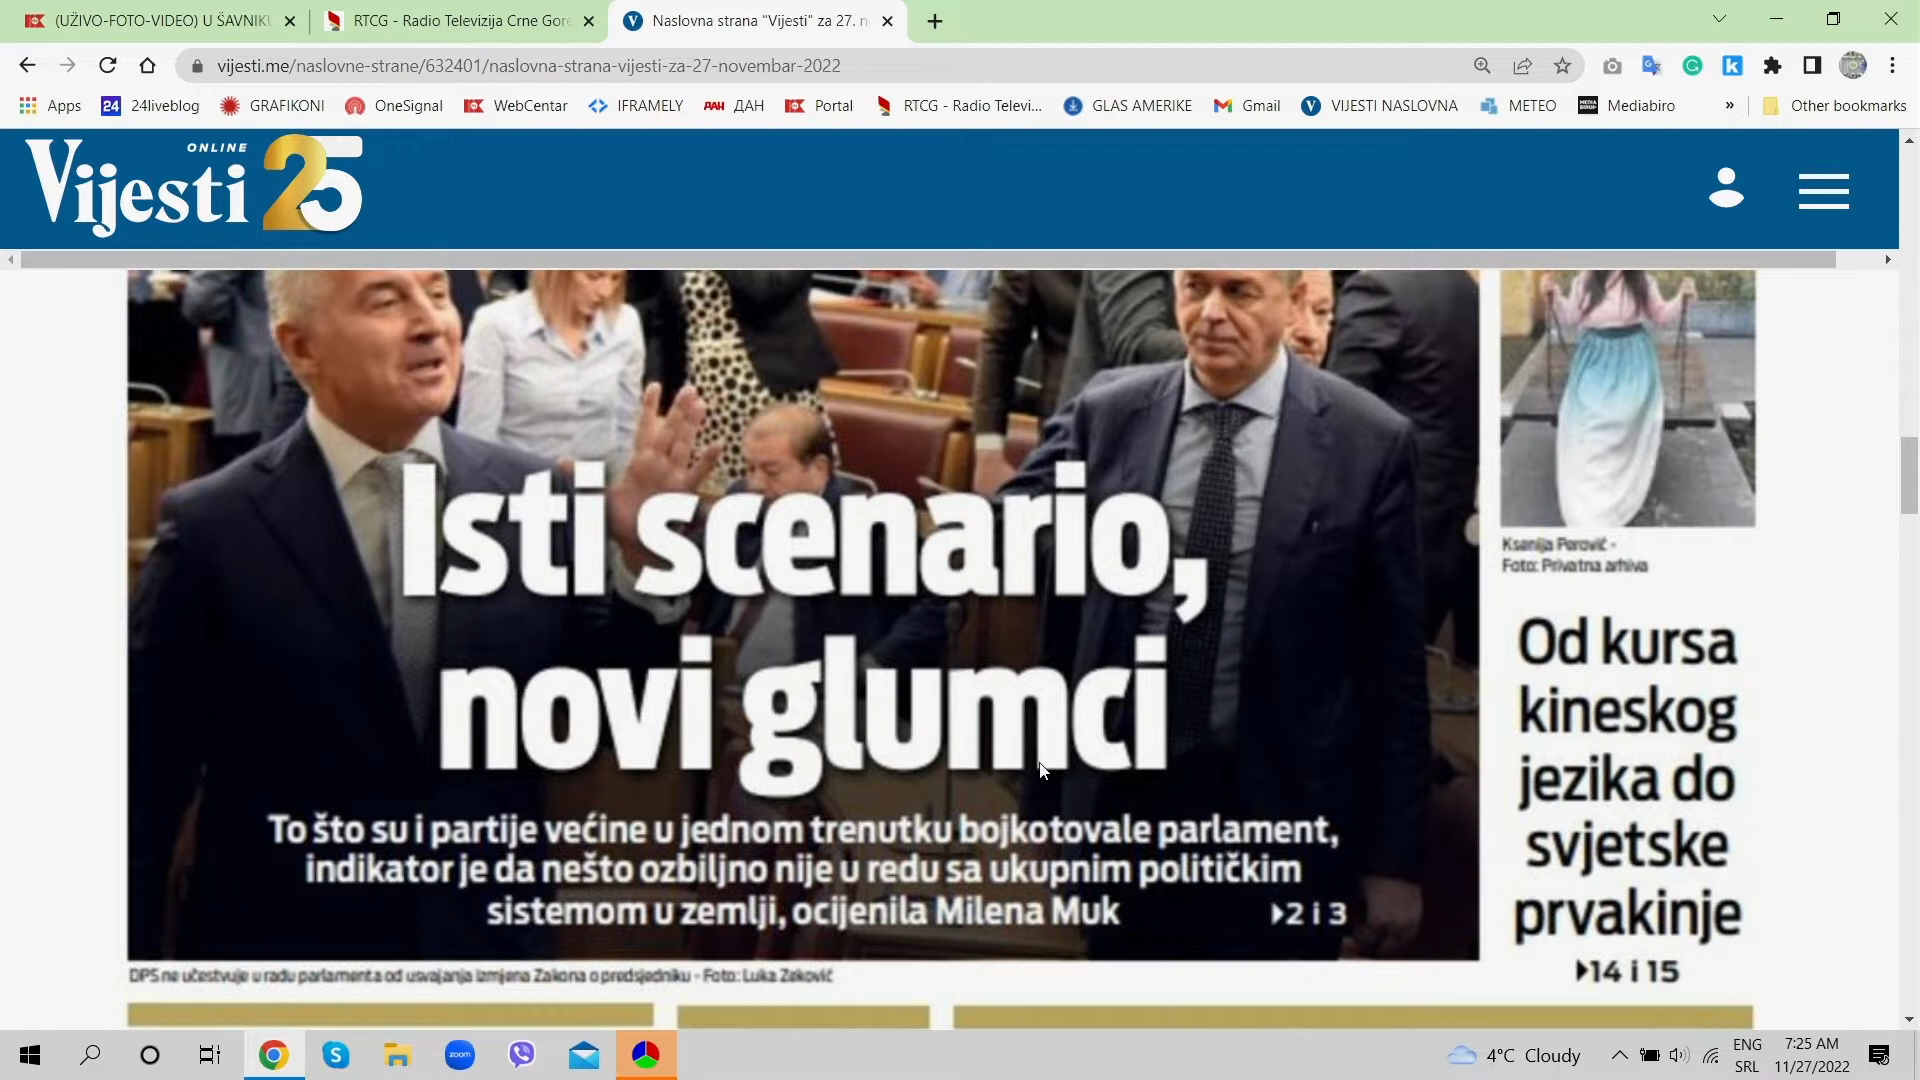 (UŽIVO-FOTO-VIDEO) U ŠAVNIKU
RTCG - Radio Televizija Crne Gore
Naslovna strana "Vijesti" za 27. n
vijesti.me/naslovne-strane/632401/naslovna-strana-vijesti-za-27-novembar-2022
Apps
24
24liveblog
GRAFIKONI
OneSignal
WebCentar
IFRAMELY
ДАН
ДАН
Portal
RTCG - Radio Televi...
GLAS AMERIKE
Gmail
VIJESTI NASLOVNA
METEO
Mediabiro
»
Other bookmarks
ONLINE
Vijesti 25
Isti scenario,
novi glumci
To što su i partije većine u jednom trenutku bojkotovale parlament,
indikator je da nešto ozbiljno nije u redu sa ukupnim političkim
sistemom u zemlji, ocijenila Milena Muk
2 i 3
DPS ne učestvuje u radu parlamenta od usvajanja izmjena Zakona o predsjedniku - Foto: Luka Zeković
Ksenija Perović -
Foto: Privatna arhiva
Od kursa
kineskog
jezika do
svjetske
prvakinje
14 i 15
zoom
4°C Cloudy
ENG
SRL
7:25 AM
11/27/2022